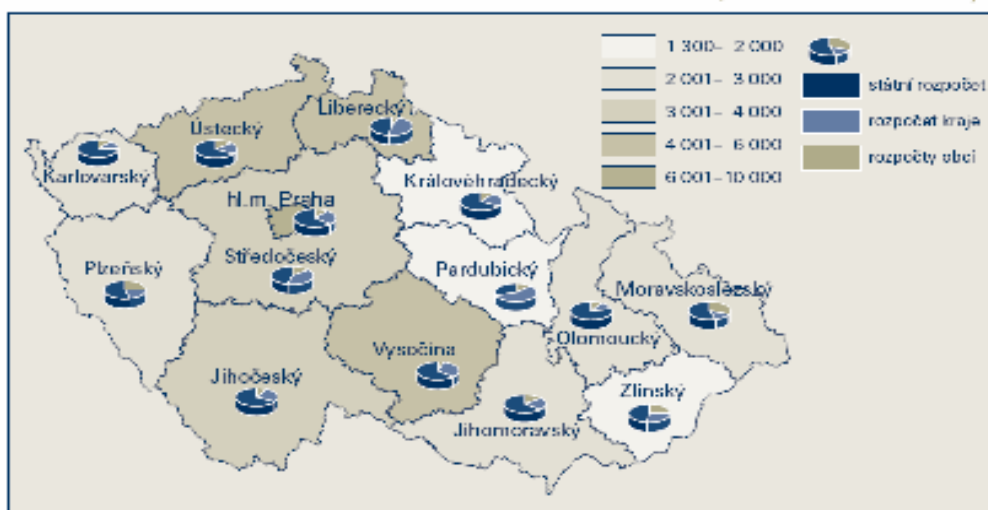 1 300– 2 000
2 001– 3 000
3 001– 4 000
4 001– 6 000
6 001–10 000
státní rozpočet
rozpočet kraje
rozpočty obcí
Liberecký
Ústecký
Karlovarský
Královéhradecký
hl.m. Praha
Středočeský
Plzeňský
Pardubický
Moravskoslezský
Olomoucký
Vysočina
Jihočeský
Zlínský
Jihomoravský